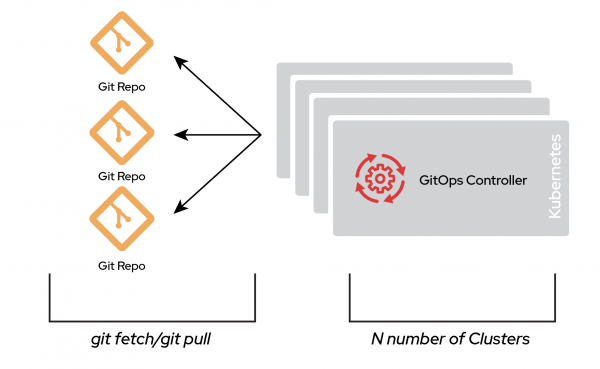 Git Repo
Git Repo
Git Repo
GitOps Controller
Kubernetes
git fetch/git pull
N number of Clusters